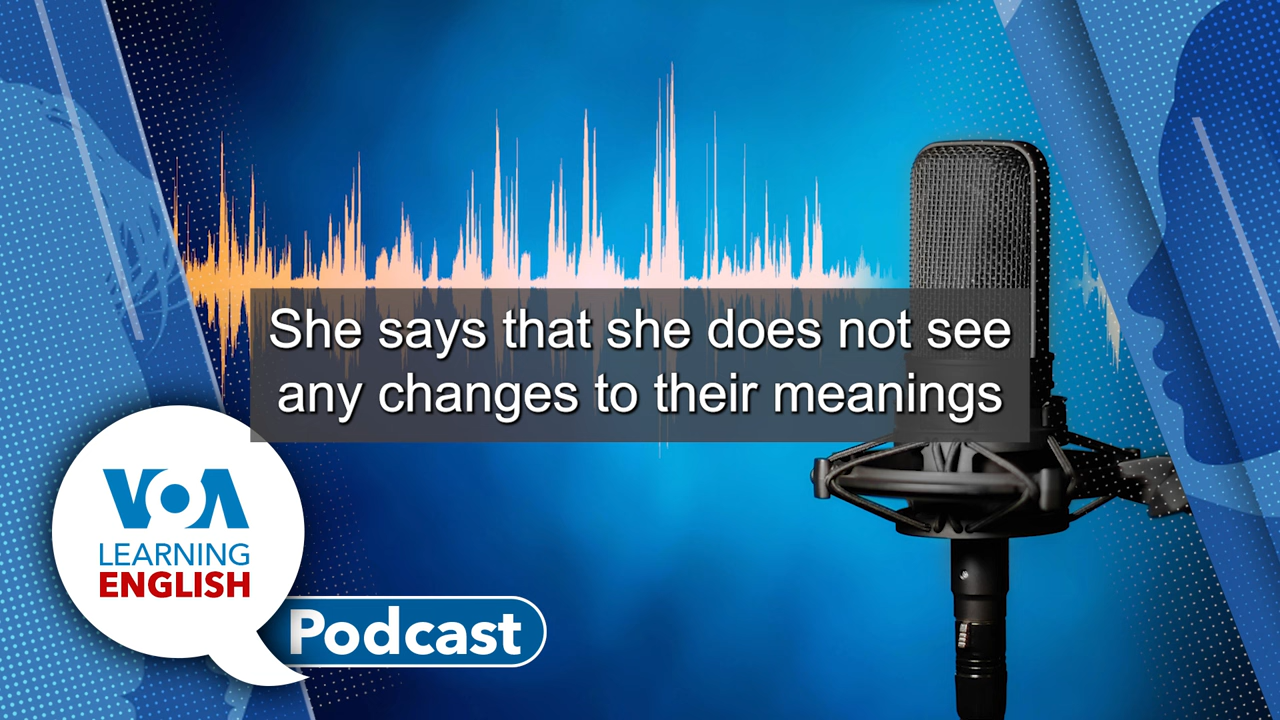 She says that she does not see
any changes to their meanings
VOA
LEARNING
ENGLISH
Podcast